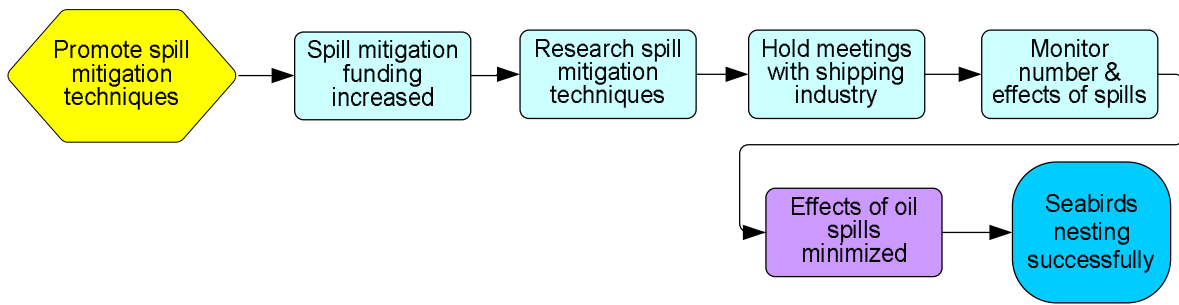 Promote spill
mitigation
techniques
Spill mitigation
funding
increased
Research spill
mitigation
techniques
Hold meetings
with shipping
industry
Monitor
number &
effects of spills
Effects of oil
spills
minimized
Seabirds
nesting
successfully